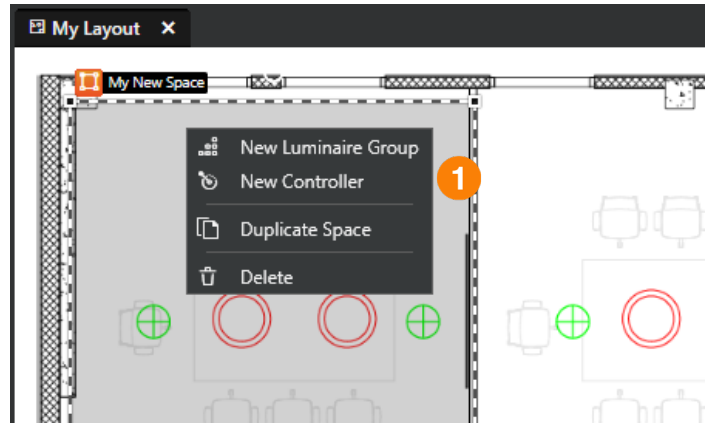 My Layout
My New Space
New Luminaire Group
New Controller
1
Duplicate Space
Delete